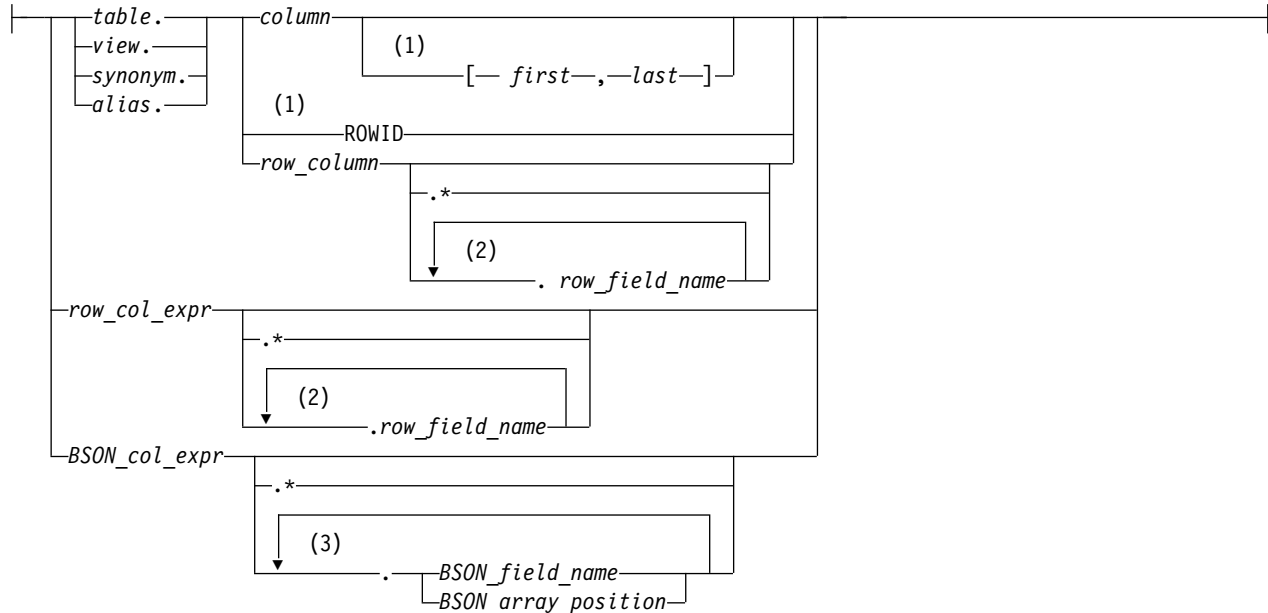 table. column
view. (1)
synonym. [ first , last ]
alias. (1)
ROWID
row_column
.*
(2)
. row_field_name
row_col_expr
.*
(2)
.row_field_name
BSON_col_expr
.*
(3)
. BSON_field_name
BSON array position